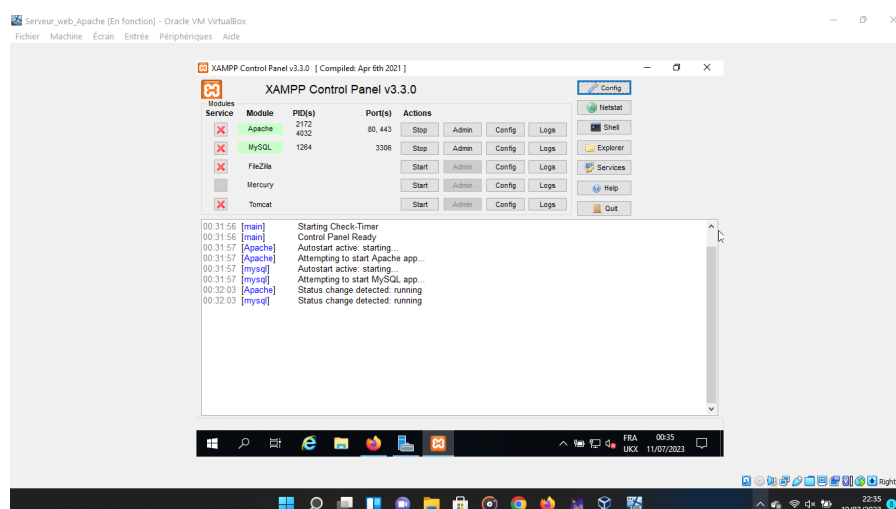 Serveur_web_Apache [En fonction] - Oracle VM VirtualBox
Fichier Machine Écran Entrée Périphériques Aide
XAMPP Control Panel v3.3.0 [ Compiled: Apr 6th 2021 ]
XAMPP Control Panel v3.3.0
Config
Modules
Service Module PID(s) Port(s) Actions
Netstat
Apache 2172 4032 80, 443 Stop Admin Config Logs
Shell
MySQL 1264 3306 Stop Admin Config Logs
Explorer
FileZilla Start Admin Config Logs
Services
Mercury Start Admin Config Logs
Help
Tomcat Start Admin Config Logs
Quit
00:31:56 [main] Starting Check-Timer
00:31:56 [main] Control Panel Ready
00:31:57 [Apache] Autostart active: starting...
00:31:57 [Apache] Attempting to start Apache app...
00:31:57 [mysql] Autostart active: starting...
00:31:57 [mysql] Attempting to start MySQL app...
00:32:03 [Apache] Status change detected: running
00:32:03 [mysql] Status change detected: running
FRA 00:35
UKX 11/07/2023
Right
22:35
10/07/2023